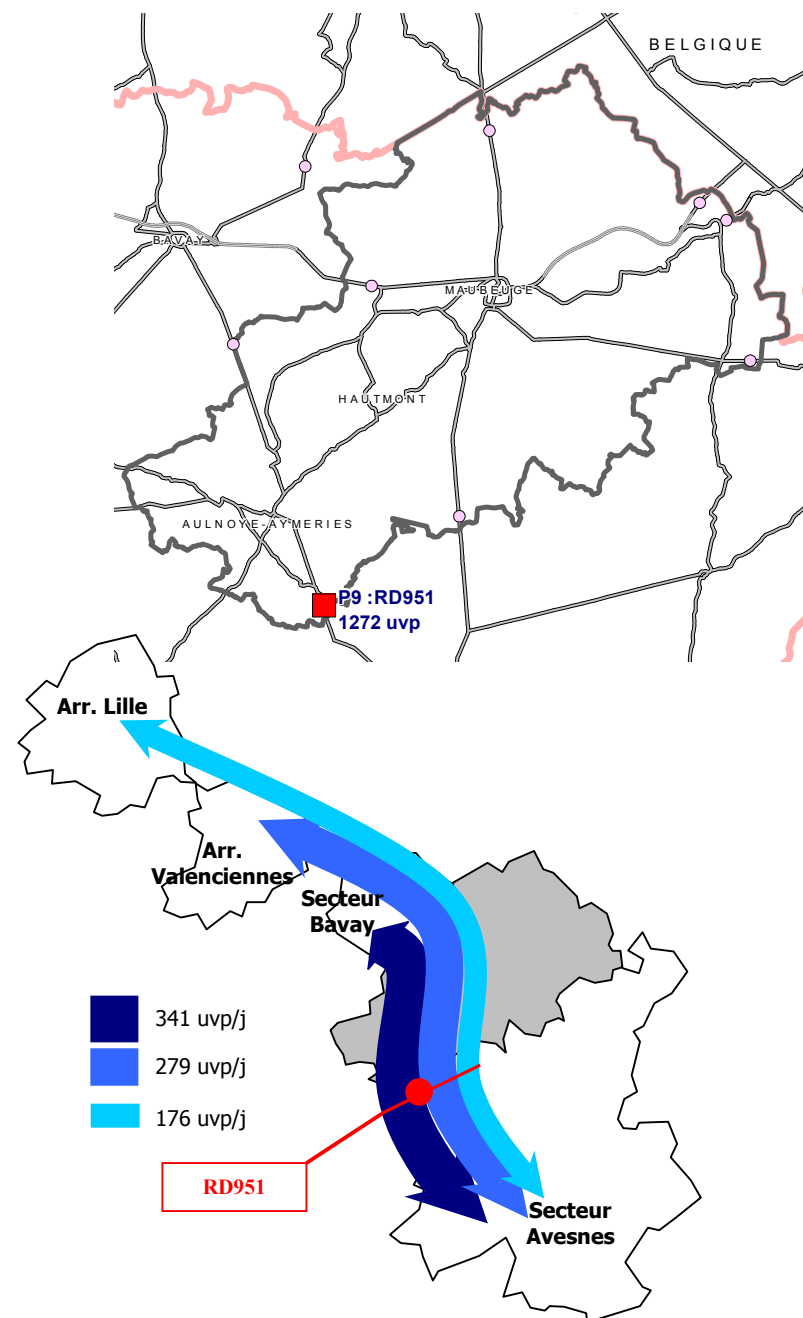 BELGIQUE
BAVAY
MAUBEUGE
HAUTMONT
AULNOYE-AYMERIES
P9 :RD951
1272 uvp
Arr. Lille
Arr.
Valenciennes
Secteur
Bavay
341 uvp/j
279 uvp/j
176 uvp/j
RD951
Secteur
Avesnes